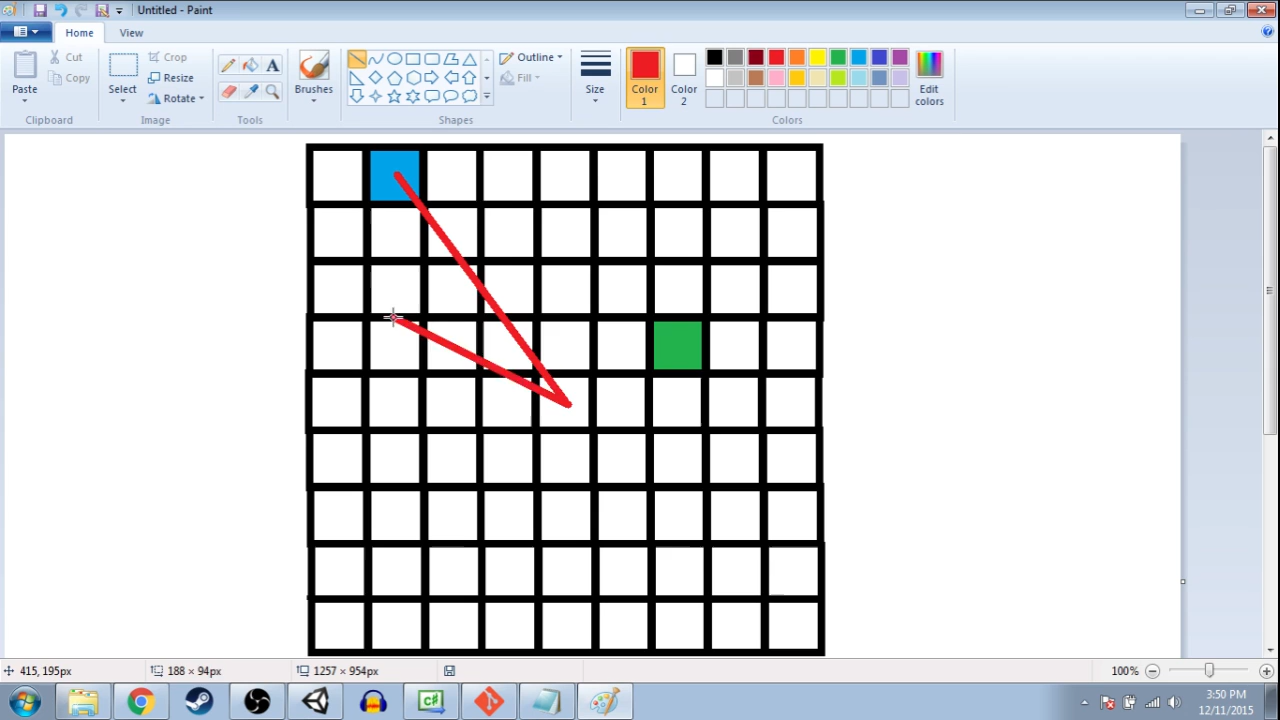 Untitled - Paint
Home View
Paste
Cut
Copy
Select
Crop
Resize
Rotate
A
Brushes
Outline
Fill
Size
Color 1
Color 2
Edit colors
Clipboard Image Tools Shapes Colors
415, 195px 188 × 94px 1257 × 954px 100%
C#
3:50 PM
12/11/2015